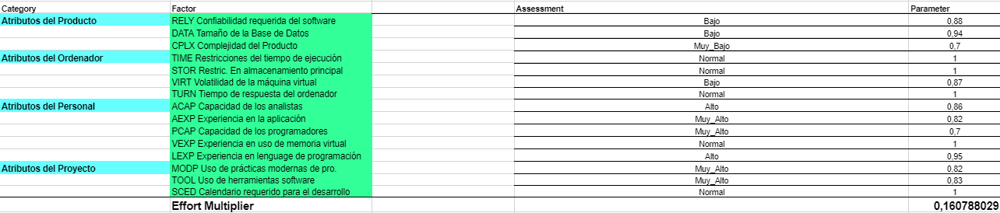 Category Factor Assessment Parameter
Atributos del Producto RELY Confiabilidad requerida del software Bajo 0,88
DATA Tamaño de la Base de Datos Bajo 0,94
CPLX Complejidad del Producto Muy_Bajo 0,7
Atributos del Ordenador TIME Restricciones del tiempo de ejecución Normal 1
STOR Restric. En almacenamiento principal Normal 1
VIRT Volatilidad de la máquina virtual Bajo 0,87
TURN Tiempo de respuesta del ordenador Normal 1
Atributos del Personal ACAP Capacidad de los analistas Alto 0,86
AEXP Experiencia en la aplicación Muy_Alto 0,82
PCAP Capacidad de los programadores Muy_Alto 0,7
VEXP Experiencia en uso de memoria virtual Normal 1
LEXP Experiencia en lenguage de programación Alto 0,95
Atributos del Proyecto MODP Uso de prácticas modernas de pro. Muy_Alto 0,82
TOOL Uso de herramientas software Muy_Alto 0,83
SCED Calendario requerido para el desarrollo Normal 1
Effort Multiplier 0,160788029